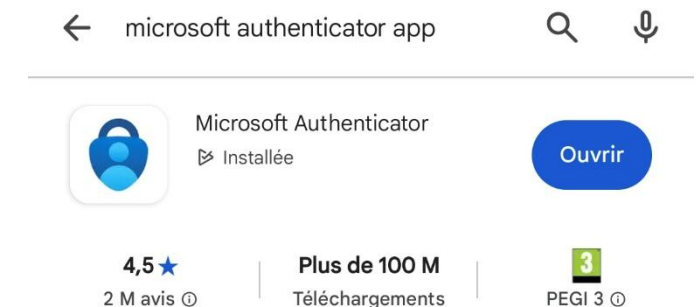 microsoft authenticator app
Microsoft Authenticator
Installée
Ouvrir
4,5★
2 M avis
Plus de 100 M
Téléchargements
3
PEGI 3